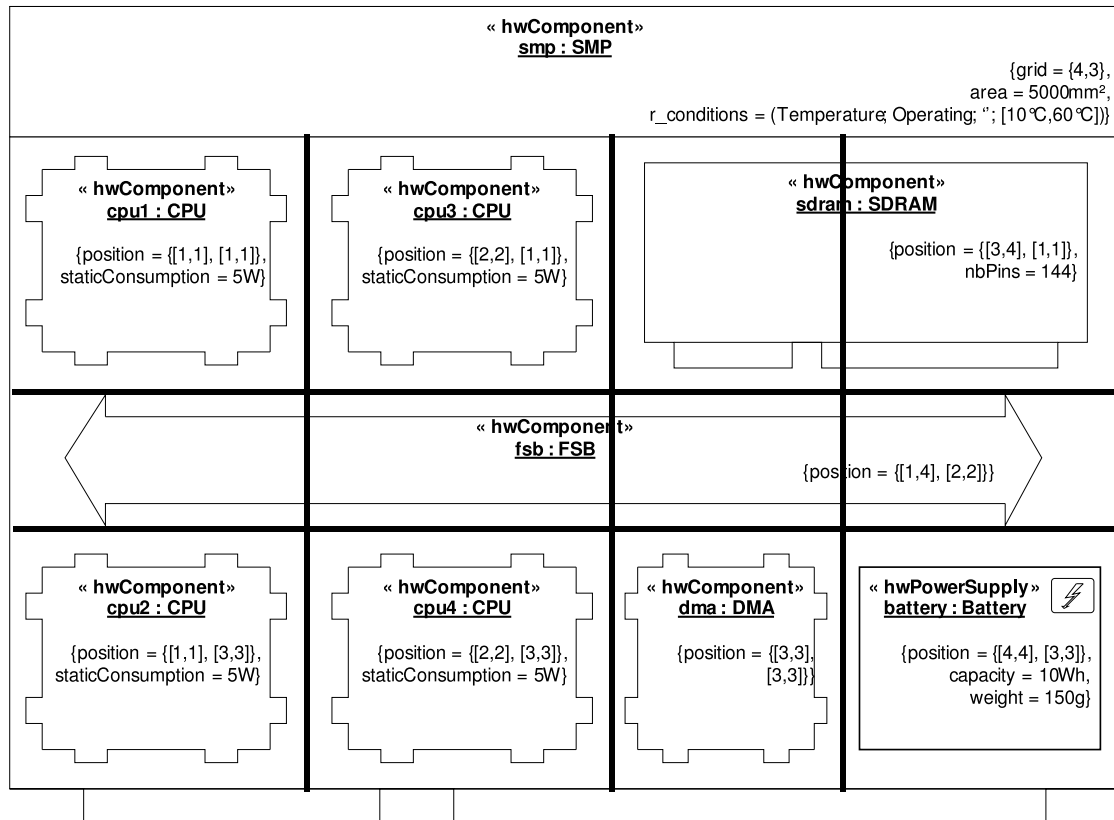 « hwComponent»
smp : SMP
{grid = {4,3},
area = 5000mm²,
r_conditions = (Temperature; Operating; ‘’; [10°C,60°C])}
« hwComponent»
cpu1 : CPU
{position = {[1,1], [1,1]},
staticConsumption = 5W}
« hwComponent»
cpu3 : CPU
{position = {[2,2], [1,1]},
staticConsumption = 5W}
« hwComponent»
sdram : SDRAM
{position = {[3,4], [1,1]},
nbPins = 144}
« hwComponent»
fsb : FSB
{position = {[1,4], [2,2]}}
« hwComponent»
cpu2 : CPU
{position = {[1,1], [3,3]},
staticConsumption = 5W}
« hwComponent»
cpu4 : CPU
{position = {[2,2], [3,3]},
staticConsumption = 5W}
« hwComponent»
dma : DMA
{position = {[3,3],
[3,3]}}
« hwPowerSupply»
battery : Battery
{position = {[4,4], [3,3]},
capacity = 10Wh,
weight = 150g}